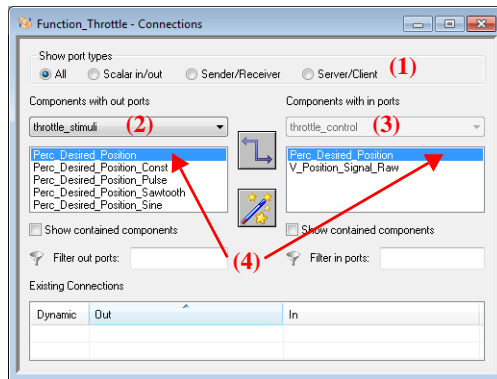 Function_Throttle - Connections
Show port types
All Scalar in/out Sender/Receiver Server/Client (1)
Components with out ports Components with in ports
throttle_stimuli (2) throttle_control (3)
Perc_Desired_Position Perc_Desired_Position
Perc_Desired_Position_Const V_Position_Signal_Raw
Perc_Desired_Position_Pulse
Perc_Desired_Position_Sawtooth
Perc_Desired_Position_Sine
Show contained components Show contained components
Filter out ports: (4) Filter in ports:
Existing Connections
Dynamic Out In